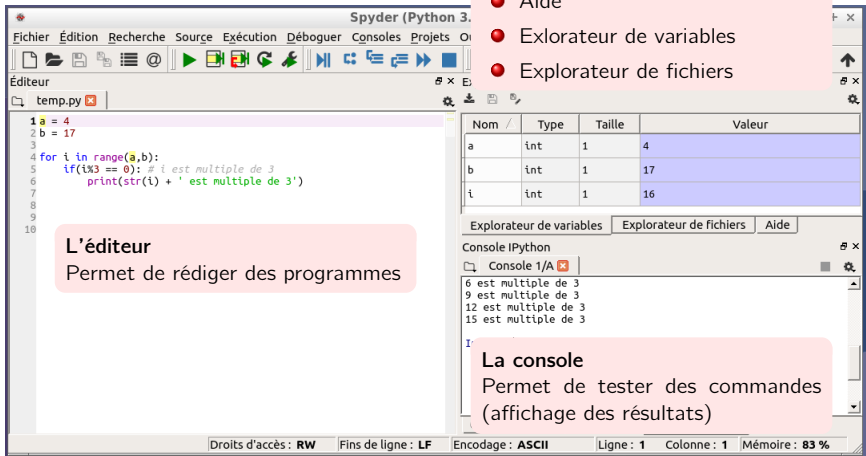 Spyder (Python 3.
Aide
Exlorateur de variables
Explorateur de fichiers
Fichier Édition Recherche Source Exécution Déboguer Consoles Projets
Éditeur
temp.py
1 a = 4
2 b = 17
3
4 for i in range(a,b):
5 if(i%3 == 0): # i est multiple de 3
6 print(str(i) + ' est multiple de 3')
7
8
9
10
L'éditeur
Permet de rédiger des programmes
Nom Type Taille Valeur
a int 1 4
b int 1 17
i int 1 16
Explorateur de variables Explorateur de fichiers Aide
Console IPython
Console 1/A
6 est multiple de 3
9 est multiple de 3
12 est multiple de 3
15 est multiple de 3
La console
Permet de tester des commandes
(affichage des résultats)
Droits d'accès : RW Fins de ligne : LF Encodage : ASCII Ligne : 1 Colonne : 1 Mémoire : 83 %